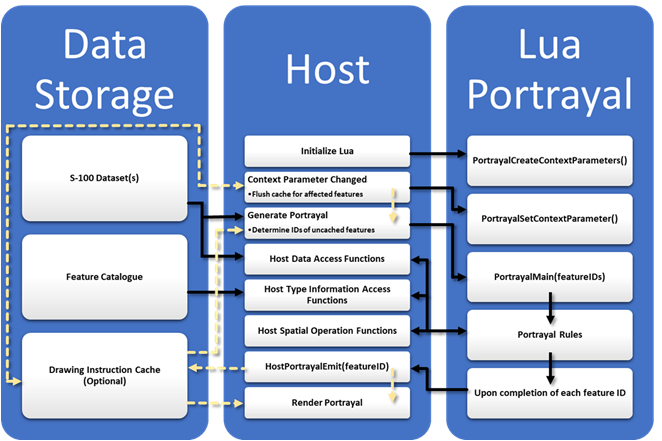 Data
Storage
S-100 Dataset(s)
Feature Catalogue
Drawing Instruction Cache
(Optional)
Host
Initialize Lua
Context Parameter Changed
•Flush cache for affected features
Generate Portrayal
•Determine IDs of uncached features
Host Data Access Functions
Host Type Information Access
Functions
Host Spatial Operation Functions
HostPortrayalEmit(featureID)
Render Portrayal
Lua
Portrayal
PortrayalCreateContextParameters()
PortrayalSetContextParameter()
PortrayalMain(featureIDs)
Portrayal Rules
Upon completion of each feature ID